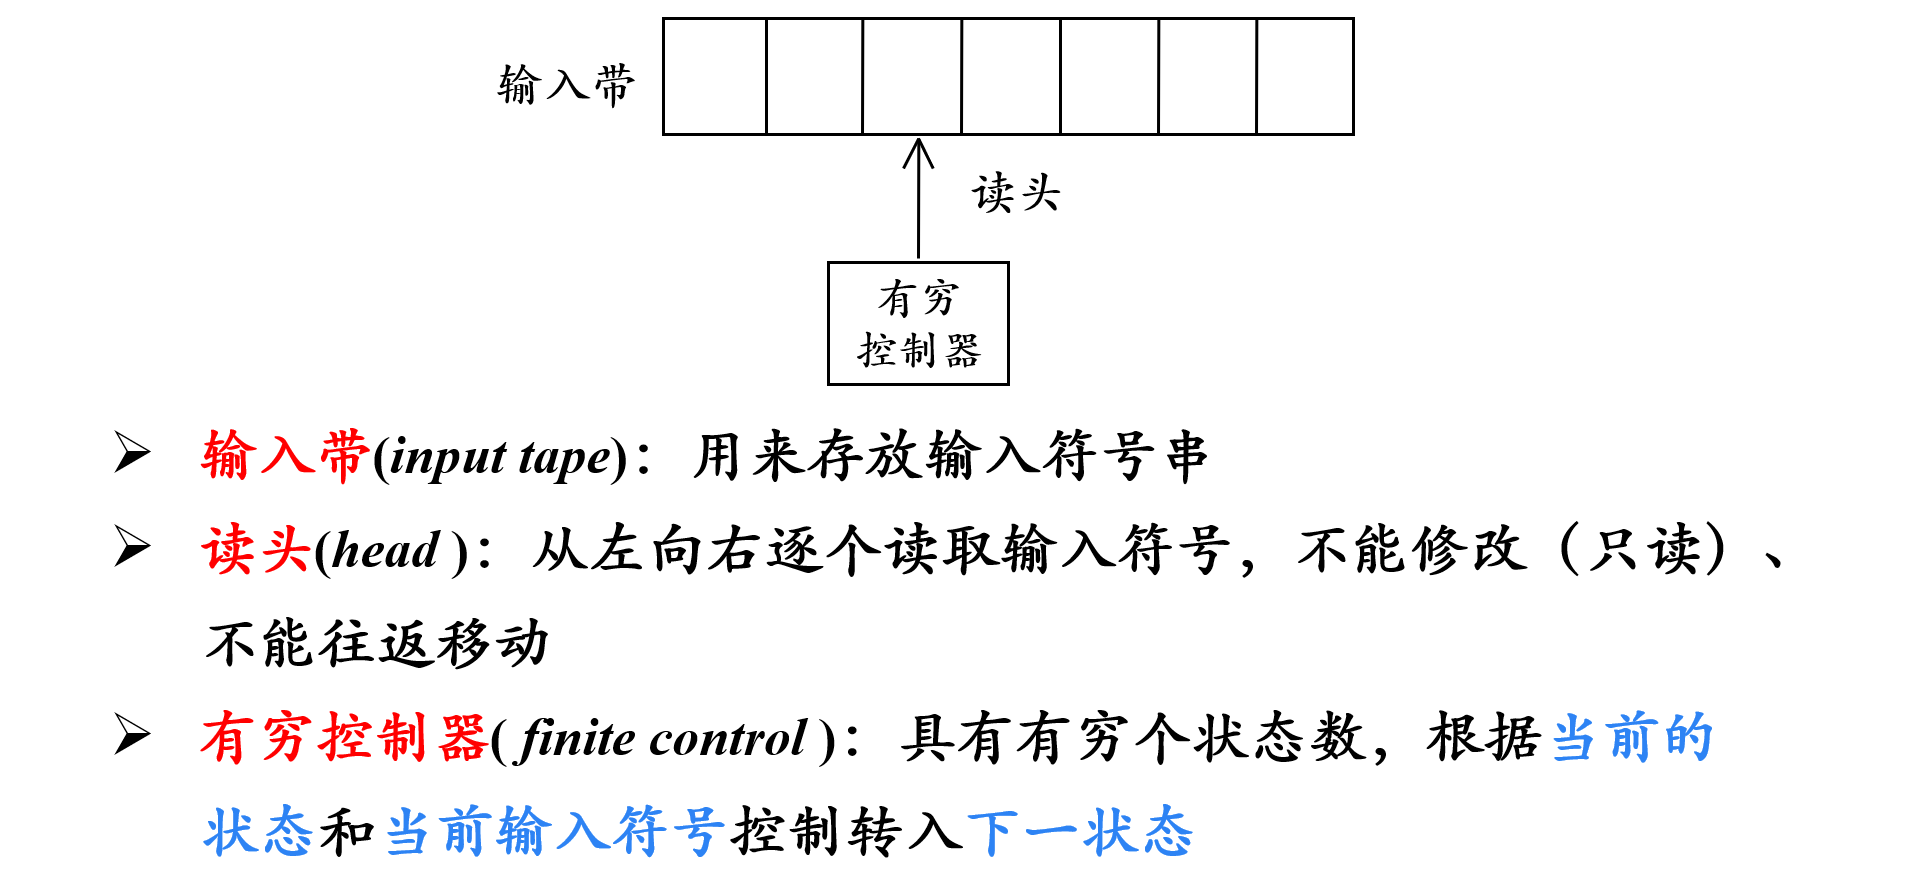 输入带
读头
有穷
控制器
➢ 输入带(input tape)：用来存放输入符号串
➢ 读头(head )：从左向右逐个读取输入符号，不能修改（只读）、
不能往返移动
➢ 有穷控制器( finite control )：具有有穷个状态数，根据当前的
状态和当前输入符号控制转入下一状态